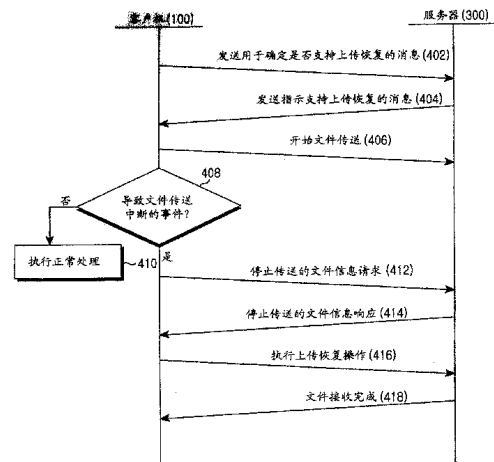 客户机(100)
服务器(300)
发送用于确定是否支持上传恢复的消息(402)
发送指示支持上传恢复的消息(404)
开始文件传送(406)
408
导致文件传送
中断的事件?
否
执行正常处理
410
是
停止传送的文件信息请求(412)
停止传送的文件信息响应(414)
执行上传恢复操作(416)
文件接收完成(418)